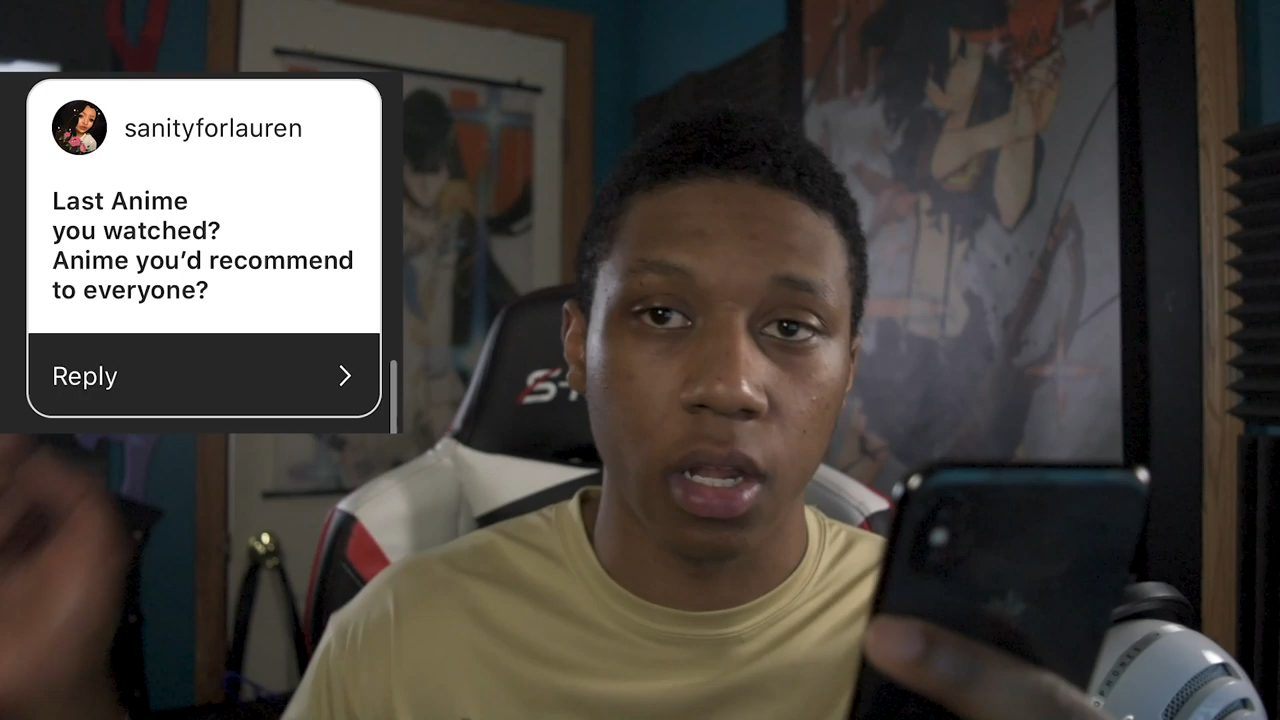 sanityforlauren
Last Anime
you watched?
Anime you’d recommend
to everyone?
Reply